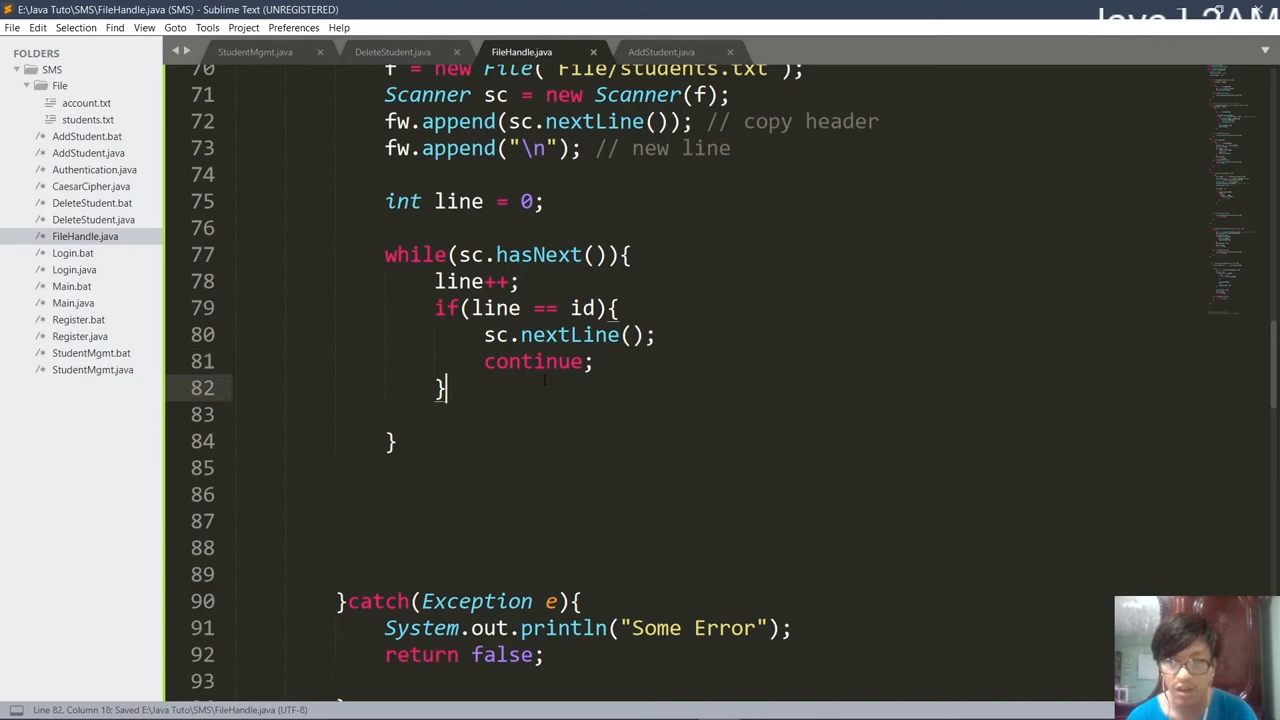 E:\Java Tuto\SMS\FileHandle.java (SMS) - Sublime Text (UNREGISTERED)
File Edit Selection Find View Goto Tools Project Preferences Help
FOLDERS
SMS
File
account.txt
students.txt
AddStudent.bat
AddStudent.java
Authentication.java
CaesarCipher.java
DeleteStudent.bat
DeleteStudent.java
FileHandle.java
Login.bat
Login.java
Main.bat
Main.java
Register.bat
Register.java
StudentMgmt.bat
StudentMgmt.java
StudentMgmt.java × DeleteStudent.java × FileHandle.java × AddStudent.java ×
70 f = new File( File/students.txt );
71 Scanner sc = new Scanner(f);
72 fw.append(sc.nextLine()); // copy header
73 fw.append("\n"); // new line
74
75 int line = 0;
76
77 while(sc.hasNext()){
78 line++;
79 if(line == id){
80 sc.nextLine();
81 continue;
82 }
83
84 }
85
86
87
88
89
90 }catch(Exception e){
91 System.out.println("Some Error");
92 return false;
93
Line 82, Column 18; Saved E:\Java Tuto\SMS\FileHandle.java (UTF-8)